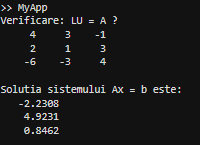 >> MyApp
Verificare: LU = A ?
4 3 -1
2 1 3
-6 -3 4
Solutia sistemului Ax = b este:
-2.2308
4.9231
0.8462